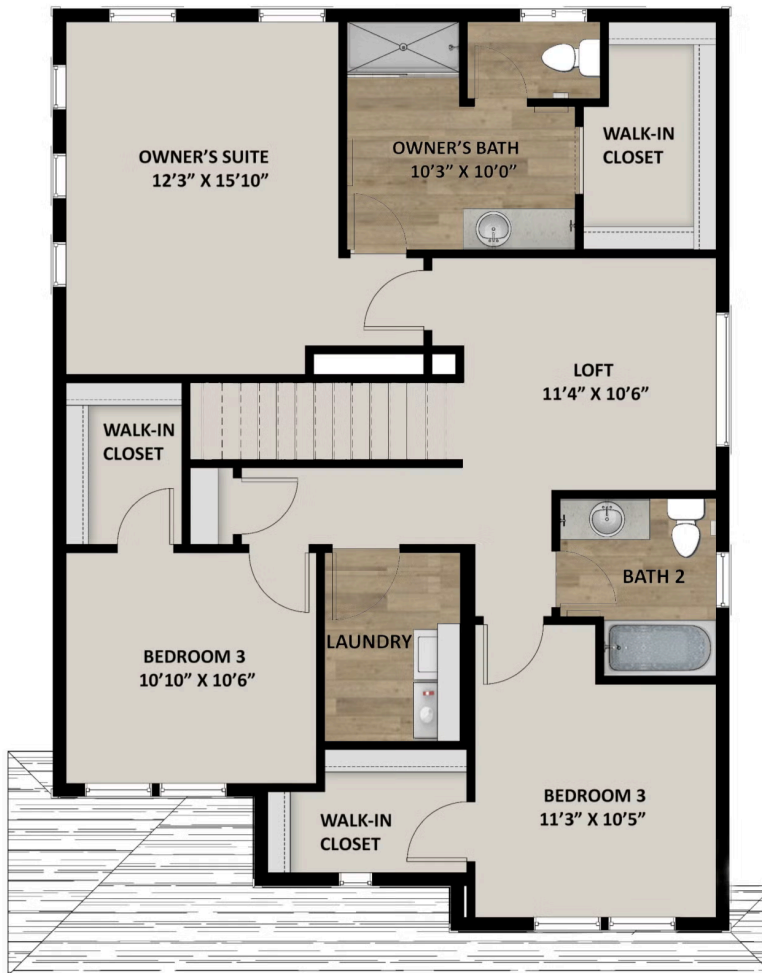 OWNER’S SUITE
12’3” X 15’10”
OWNER’S BATH
10’3” X 10’0”
WALK-IN
CLOSET
LOFT
11’4” X 10’6”
WALK-IN
CLOSET
BATH 2
LAUNDRY
BEDROOM 3
10’10” X 10’6”
WALK-IN
CLOSET
BEDROOM 3
11’3” X 10’5”